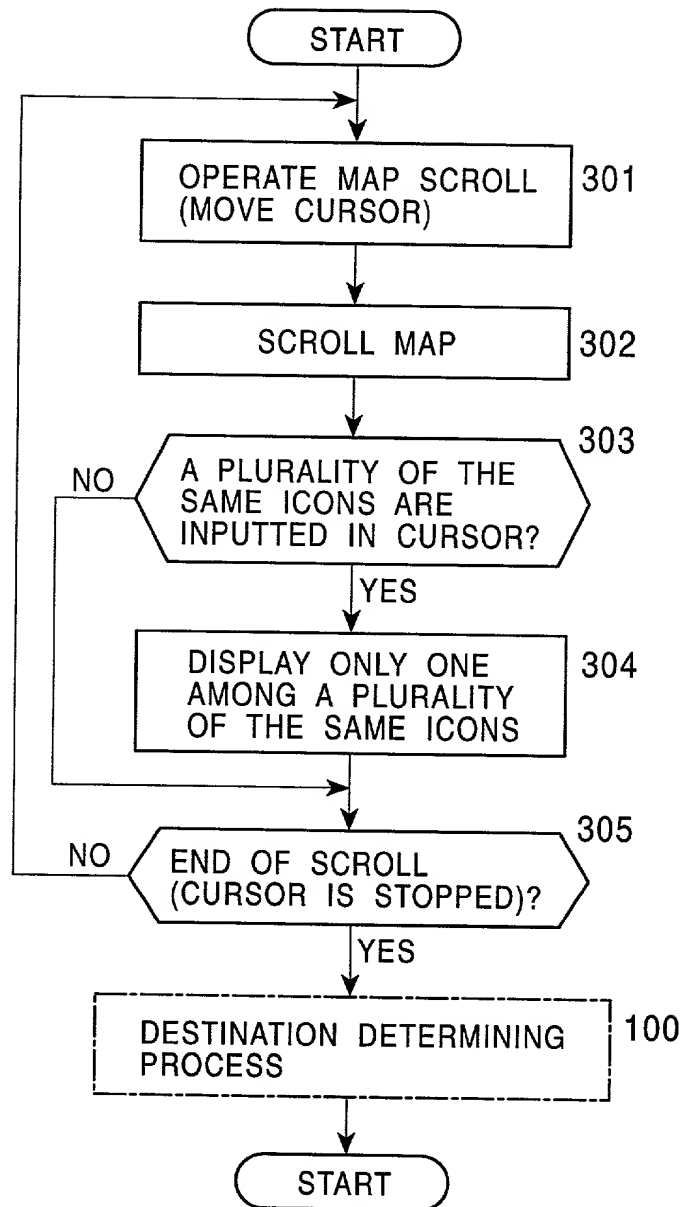 START
OPERATE MAP SCROLL
(MOVE CURSOR)
301
SCROLL MAP
302
303
NO
A PLURALITY OF THE
SAME ICONS ARE
INPUTTED IN CURSOR?
YES
DISPLAY ONLY ONE
AMONG A PLURALITY
OF THE SAME ICONS
304
305
NO
END OF SCROLL
(CURSOR IS STOPPED)?
YES
DESTINATION DETERMINING
PROCESS
100
START